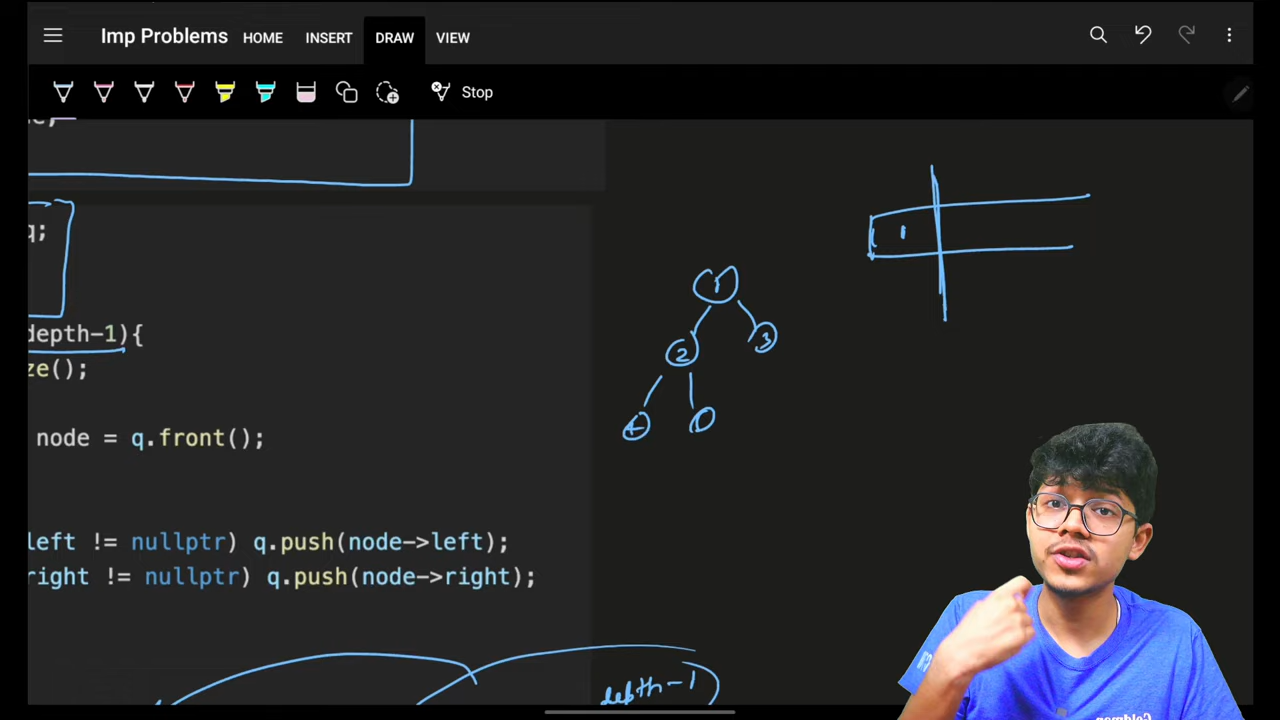 Imp Problems HOME INSERT DRAW VIEW
Stop
q;
1
1
depth-1){
2 3
ze();
4
node = q.front();
left != nullptr) q.push(node->left);
right != nullptr) q.push(node->right);
depth-1)